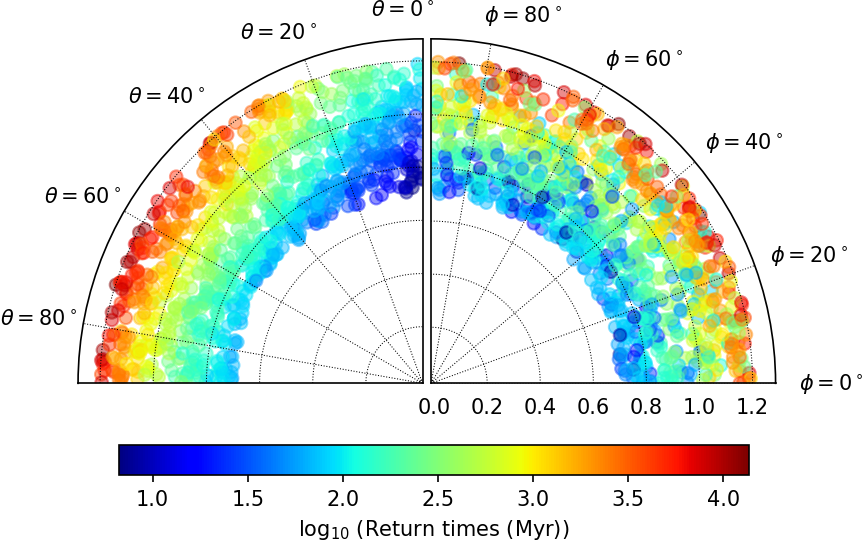 θ = 0°
θ = 20°
θ = 40°
θ = 60°
θ = 80°
ϕ = 80°
ϕ = 60°
ϕ = 40°
ϕ = 20°
ϕ = 0°
0.0 0.2 0.4 0.6 0.8 1.0 1.2
1.0 1.5 2.0 2.5 3.0 3.5 4.0
log₁₀ (Return times (Myr))